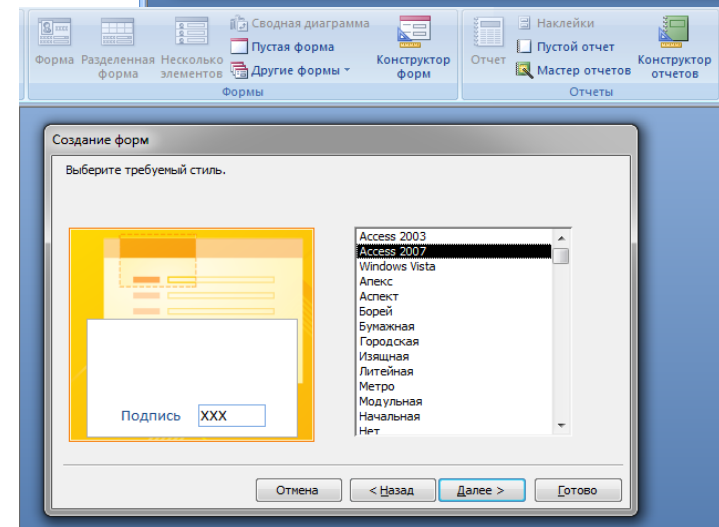 Сводная диаграмма
Наклейки
Пустая форма
Пустой отчет
Форма Разделенная форма Несколько элементов
Другие формы
Конструктор форм
Отчет
Мастер отчетов
Конструктор отчетов
Формы
Отчеты
Создание форм
Выберите требуемый стиль.
Access 2003
Access 2007
Windows Vista
Апекс
Аспект
Борей
Бумажная
Городская
Изящная
Литейная
Метро
Модульная
Начальная
Нет
Подпись XXX
Отмена
< Назад
Далее >
Готово